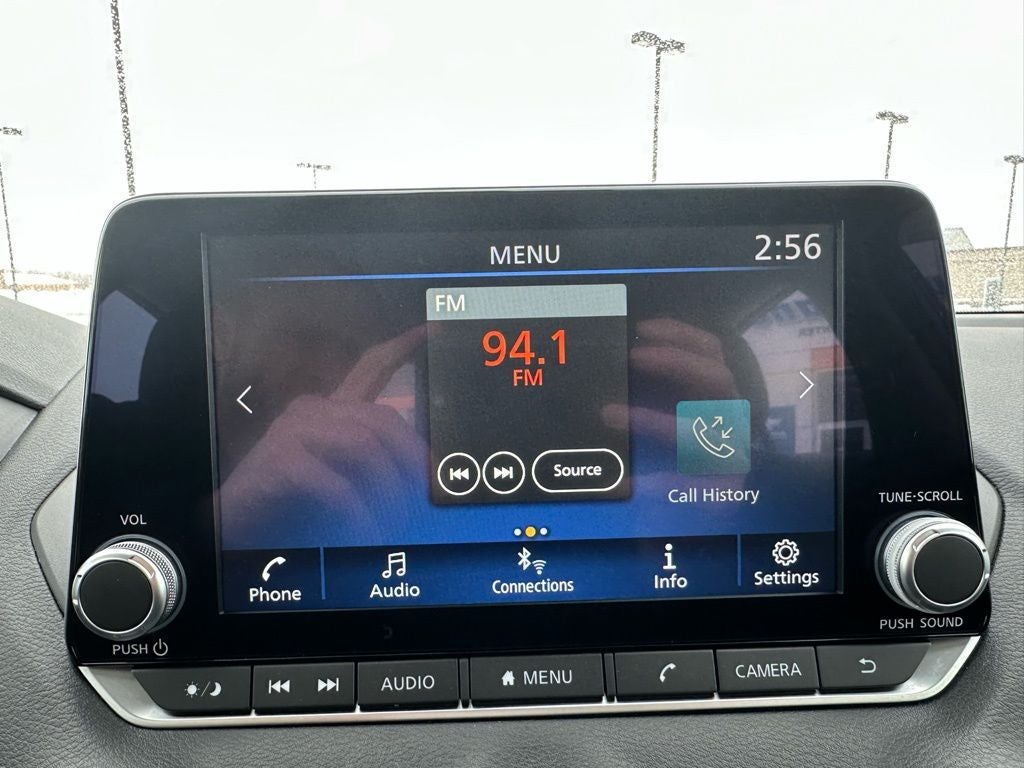 MENU
2:56
FM
94.1
FM
Source
Call History
Phone
Audio
Connections
Info
Settings
VOL
PUSH
TUNE·SCROLL
PUSH SOUND
AUDIO
MENU
CAMERA